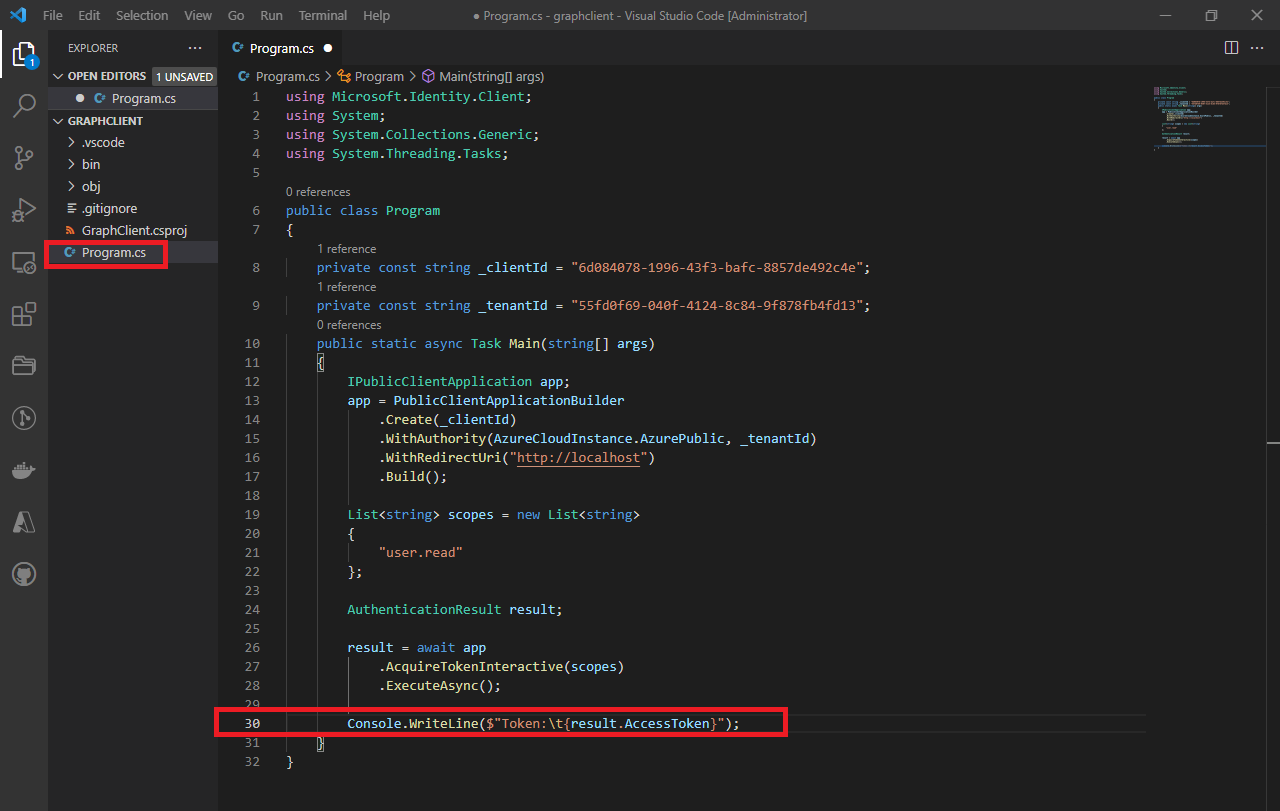 File Edit Selection View Go Run Terminal Help ● Program.cs - graphclient - Visual Studio Code [Administrator]
1
EXPLORER ···
OPEN EDITORS 1 UNSAVED
● C# Program.cs
GRAPHCLIENT
.vscode
bin
obj
.gitignore
GraphClient.csproj
C# Program.cs
C# Program.cs ●
C# Program.cs > Program > Main(string[] args)
1 using Microsoft.Identity.Client;
2 using System;
3 using System.Collections.Generic;
4 using System.Threading.Tasks;
5
0 references
6 public class Program
7 {
1 reference
8 private const string _clientId = "6d084078-1996-43f3-bafc-8857de492c4e";
1 reference
9 private const string _tenantId = "55fd0f69-040f-4124-8c84-9f878fb4fd13";
0 references
10 public static async Task Main(string[] args)
11 {
12 IPublicClientApplication app;
13 app = PublicClientApplicationBuilder
14 .Create(_clientId)
15 .WithAuthority(AzureCloudInstance.AzurePublic, _tenantId)
16 .WithRedirectUri("http://localhost")
17 .Build();
18
19 List<string> scopes = new List<string>
20 {
21 "user.read"
22 };
23
24 AuthenticationResult result;
25
26 result = await app
27 .AcquireTokenInteractive(scopes)
28 .ExecuteAsync();
29
30 Console.WriteLine($"Token:\t{result.AccessToken}");
31 }
32 }